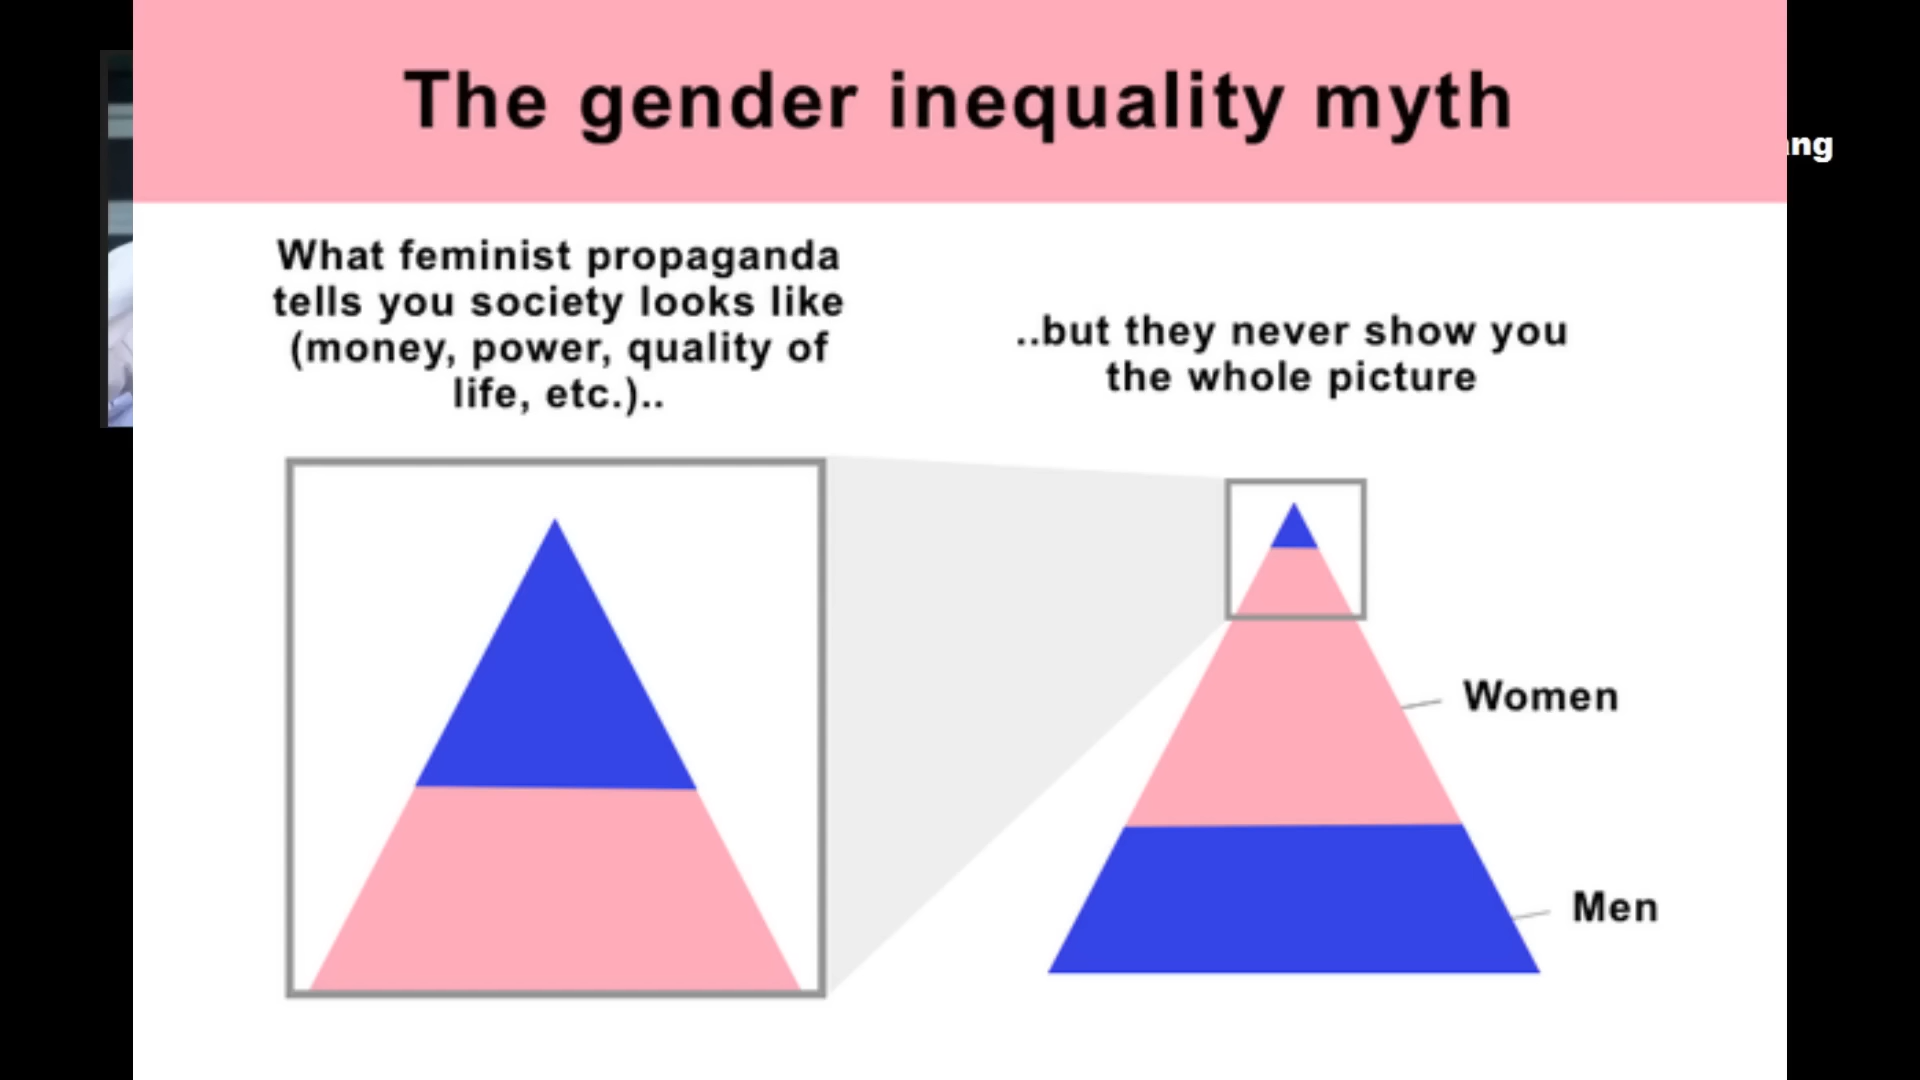 The gender inequality myth
ang
What feminist propaganda
tells you society looks like
(money, power, quality of
life, etc.)..
..but they never show you
the whole picture
Women
Men